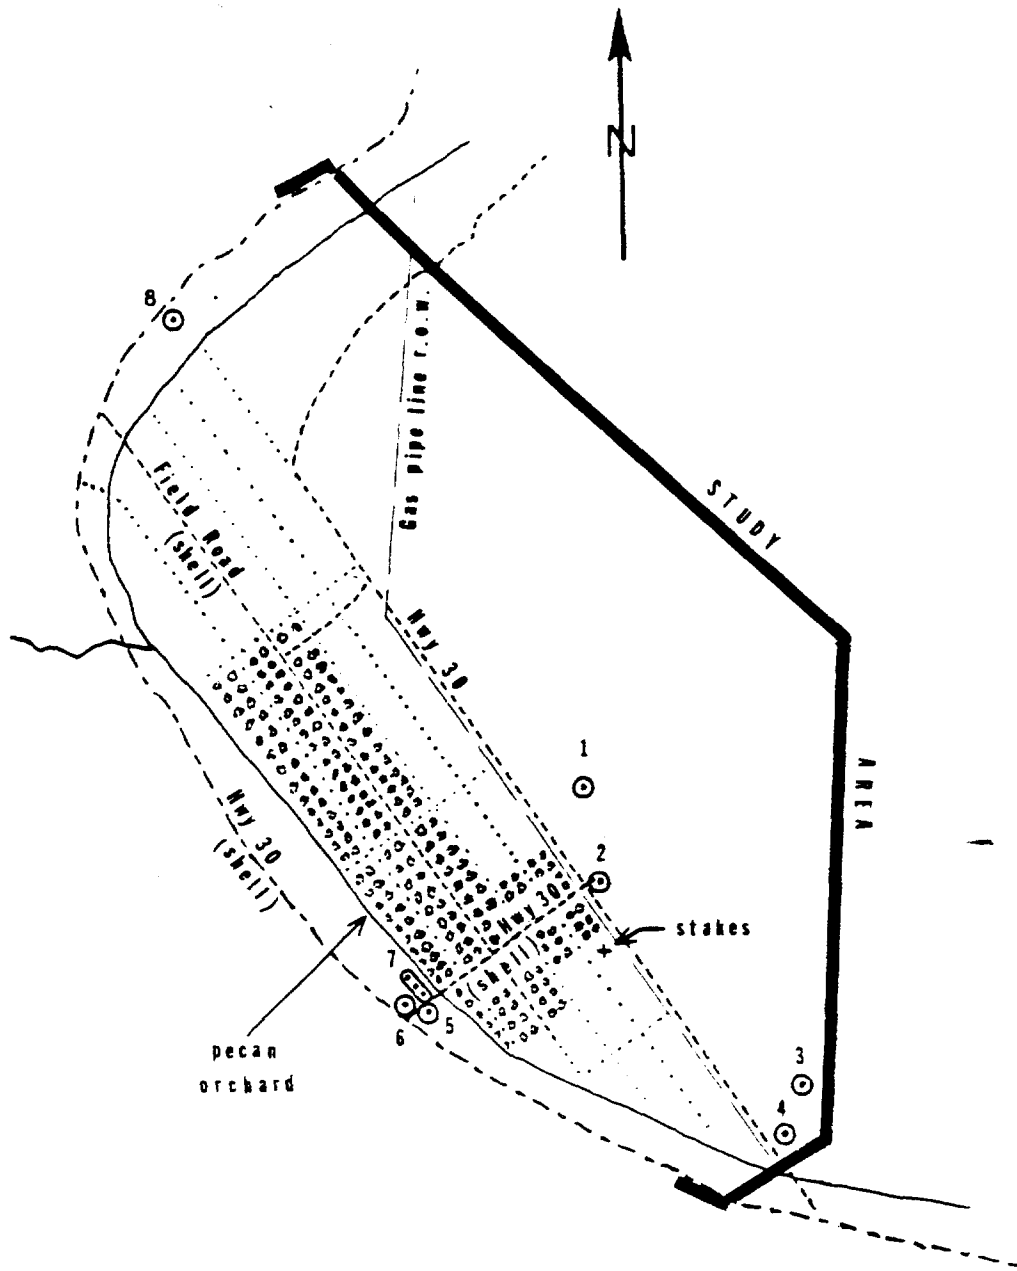 N
8
Gas pipe line r.o.w.
STUDY
Field Road
(shell)
Hwy 30
1
AREA
Hwy 30
(shell)
2
Hwy 30
(shell)
stakes
7
6
5
pecan
orchard
3
4